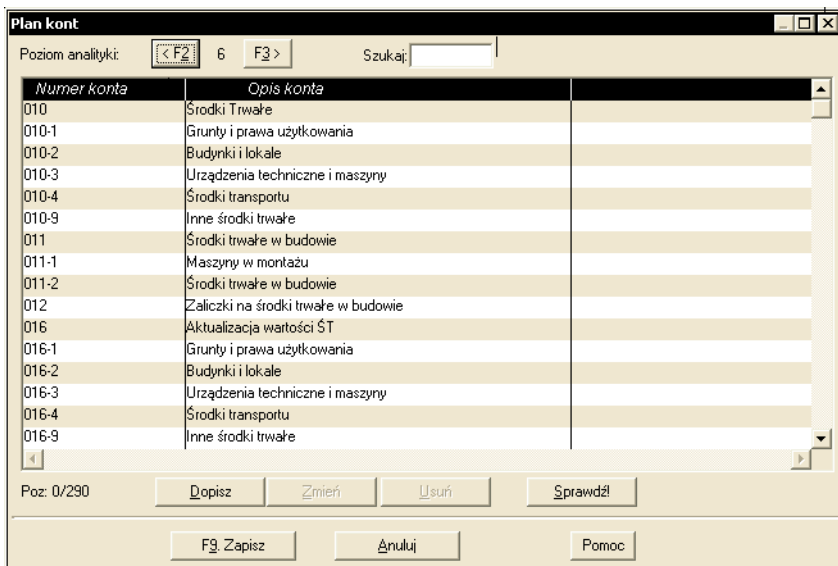 Plan kont
Poziom analityki: < F2 6 F3 > Szukaj:
Numer konta Opis konta
010 Środki Trwałe
010-1 Grunty i prawa użytkowania
010-2 Budynki i lokale
010-3 Urządzenia techniczne i maszyny
010-4 Środki transportu
010-9 Inne środki trwałe
011 Środki trwałe w budowie
011-1 Maszyny w montażu
011-2 Środki trwałe w budowie
012 Zaliczki na środki trwałe w budowie
016 Aktualizacja wartości ŚT
016-1 Grunty i prawa użytkowania
016-2 Budynki i lokale
016-3 Urządzenia techniczne i maszyny
016-4 Środki transportu
016-9 Inne środki trwałe
Poz: 0/290 Dopisz Zmień Usuń Sprawdź!
F9. Zapisz Anuluj Pomoc